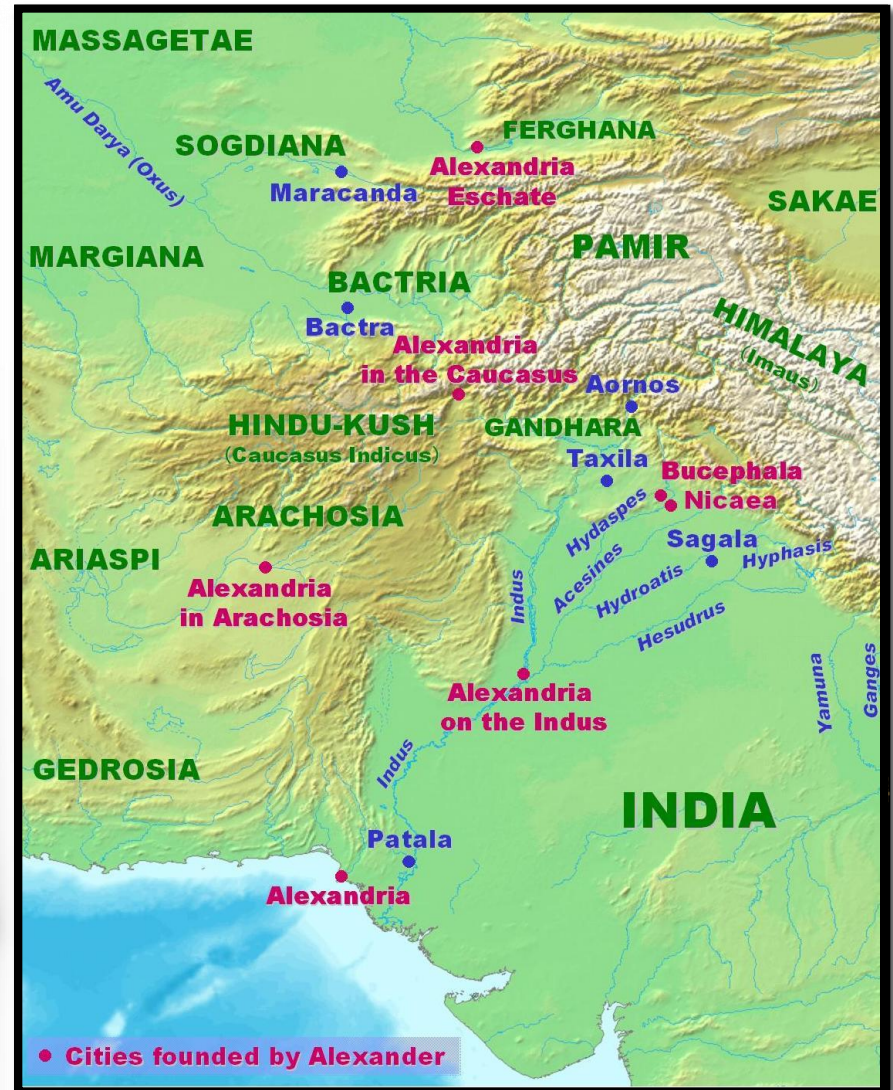 MASSAGETAE
Amu Darya (Oxus)
SOGDIANA
FERGHANA
Maracanda
Alexandria
Eschate
SAKAE
PAMIR
MARGIANA
BACTRIA
Bactra
HIMALAYA
(Imaus)
Alexandria
in the Caucasus
Aornos
HINDU-KUSH
(Caucasus Indicus)
GANDHARA
Taxila
Bucephala
Nicaea
ARACHOSIA
Hydaspes
Sagala
ARIASPI
Alexandria
in Arachosia
Indus
Acesines
Hydroatis
Hyphasis
Hesudrus
Yamuna
Ganges
Alexandria
on the Indus
GEDROSIA
Indus
INDIA
Patala
Alexandria
Cities founded by Alexander